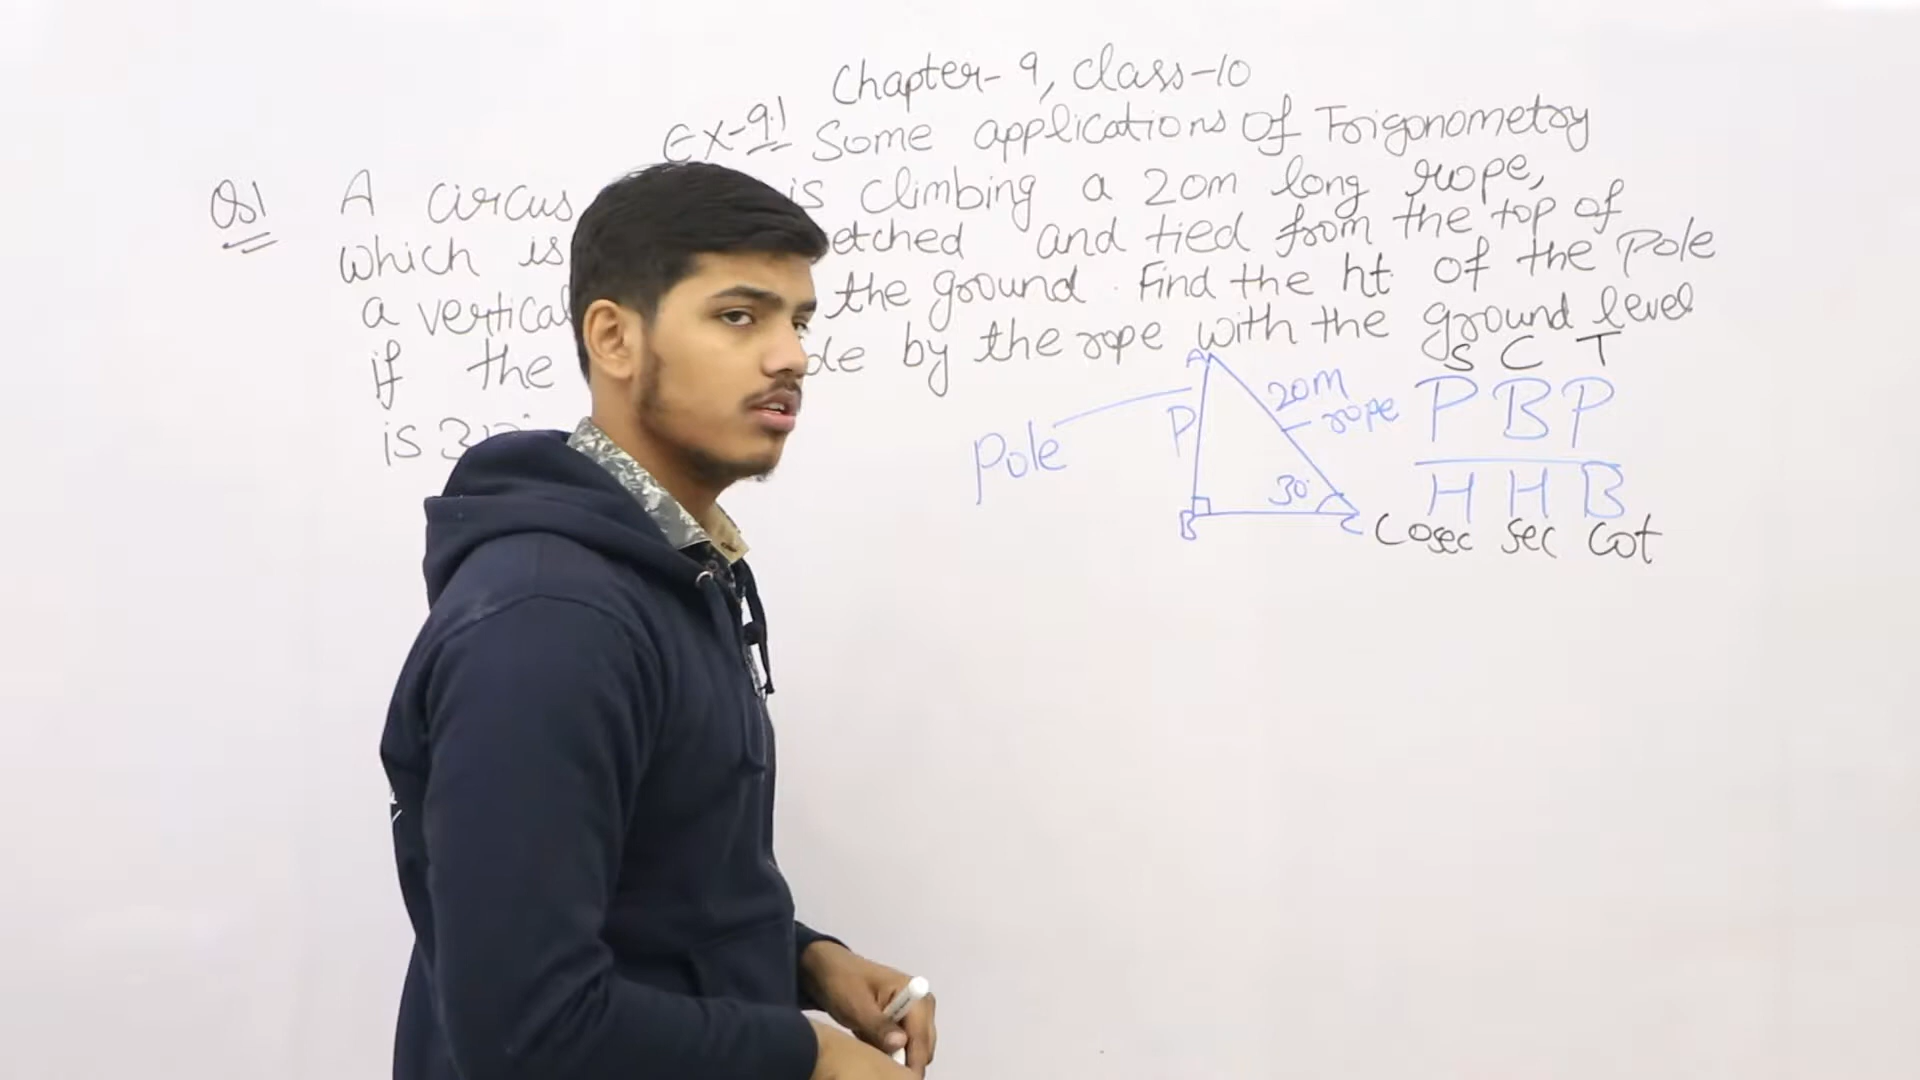 Chapter-9, Class-10
Ex-9.1 Some applications Of Trigonometry
Qs1 A circus is climbing a 20m long rope,
which is etched and tied from the top of
a vertical the ground. Find the ht. of the Pole
if the de by the rope with the ground level
is 30°
S C T
A
20m
rope
P
Pole
P B P
H H B
30°
B
C
Cosec Sec Cot